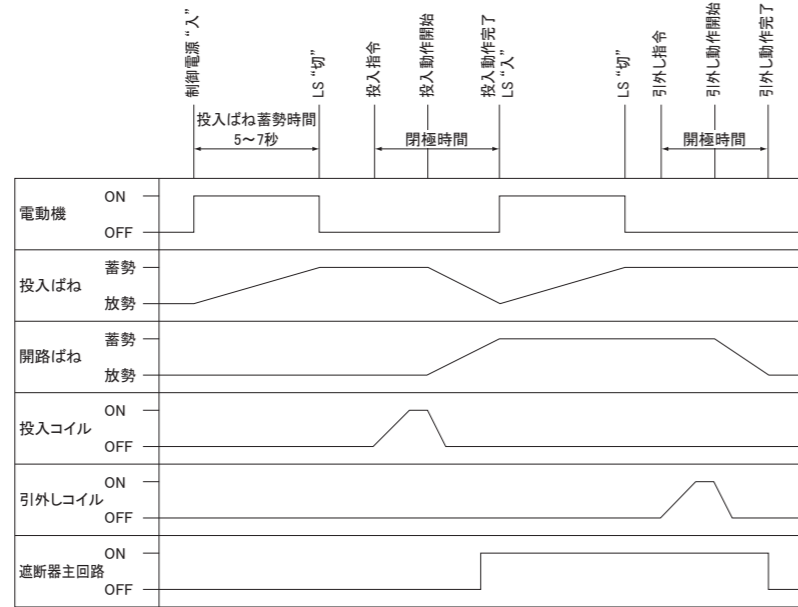 制御電源“入”
LS“切”
投入指令
投入動作開始
投入動作完了
LS“入”
LS“切”
引外し指令
引外し動作開始
引外し動作完了
投入ばね蓄勢時間
5～7秒
閉極時間
開極時間
電動機
ON
OFF
投入ばね
蓄勢
放勢
開路ばね
蓄勢
放勢
投入コイル
ON
OFF
引外しコイル
ON
OFF
遮断器主回路
ON
OFF